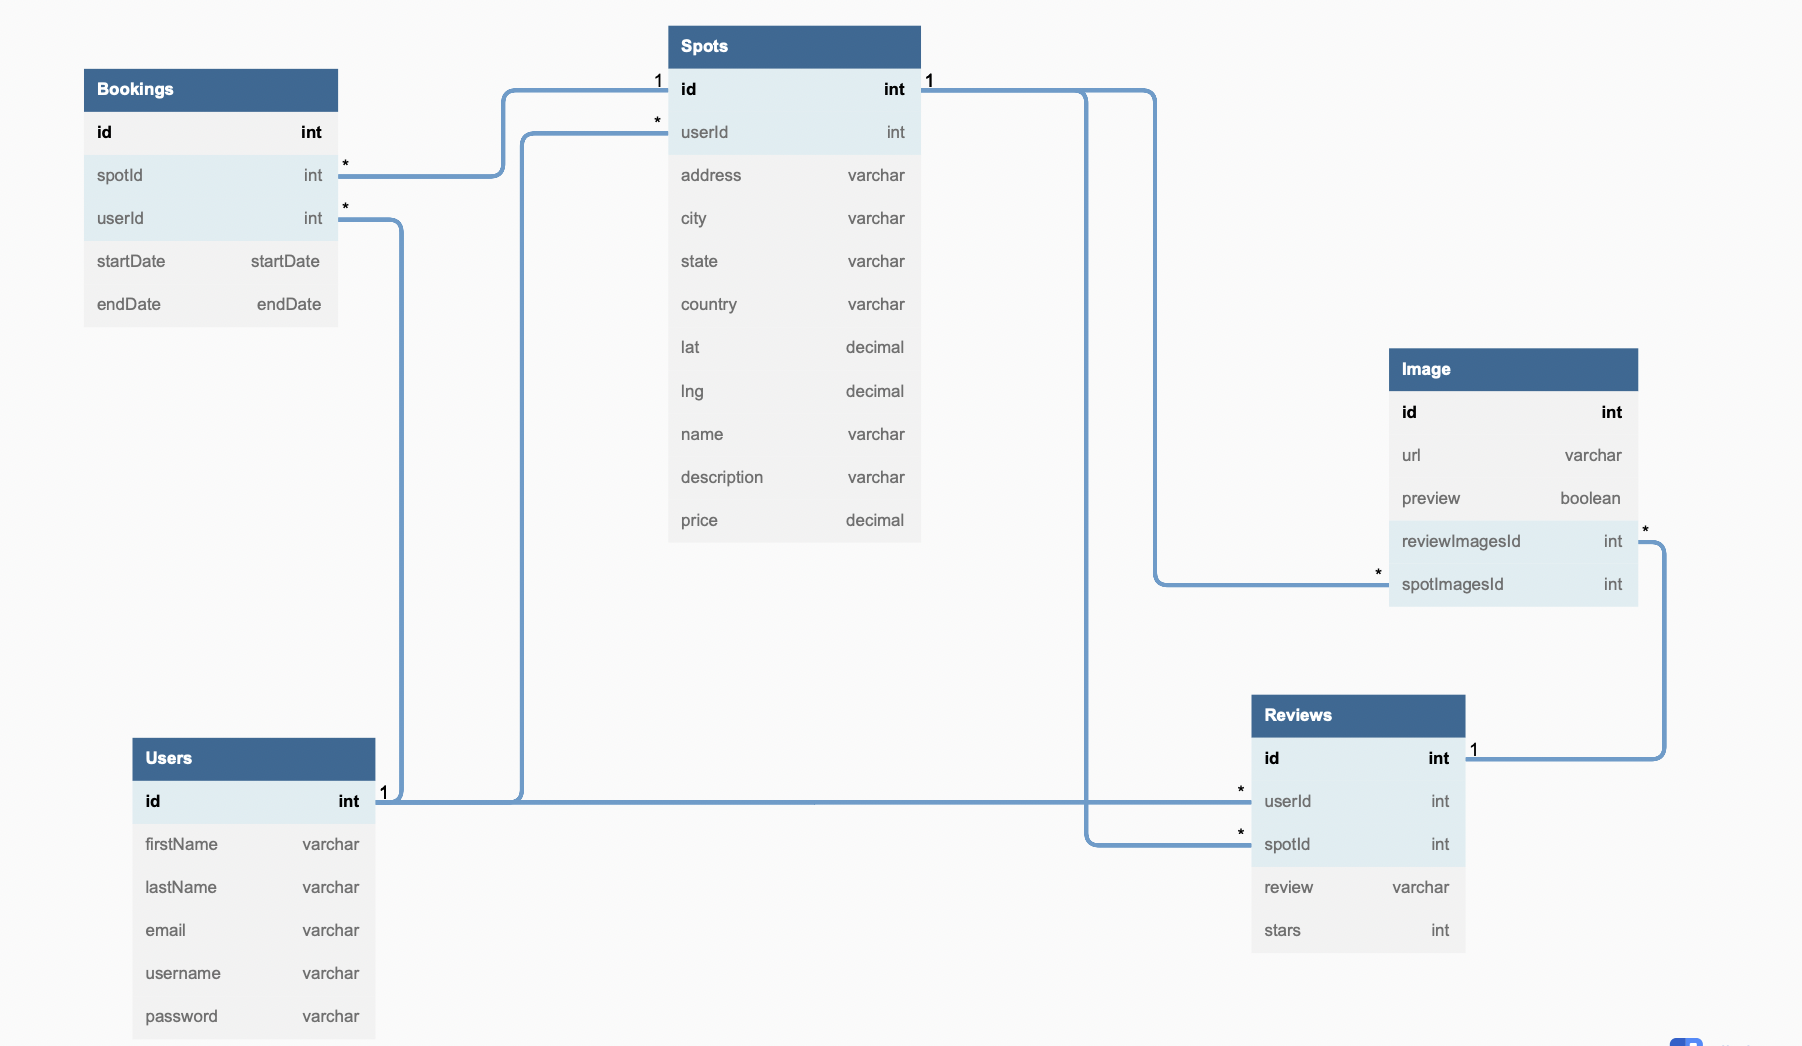 Bookings
id int
spotId int
userId int
startDate startDate
endDate endDate
Spots
id int
userId int
address varchar
city varchar
state varchar
country varchar
lat decimal
lng decimal
name varchar
description varchar
price decimal
Image
id int
url varchar
preview boolean
reviewImagesId int
spotImagesId int
Reviews
id int
userId int
spotId int
review varchar
stars int
Users
id int
firstName varchar
lastName varchar
email varchar
username varchar
password varchar
1
*
*
*
1
*
*
1
*
*
1